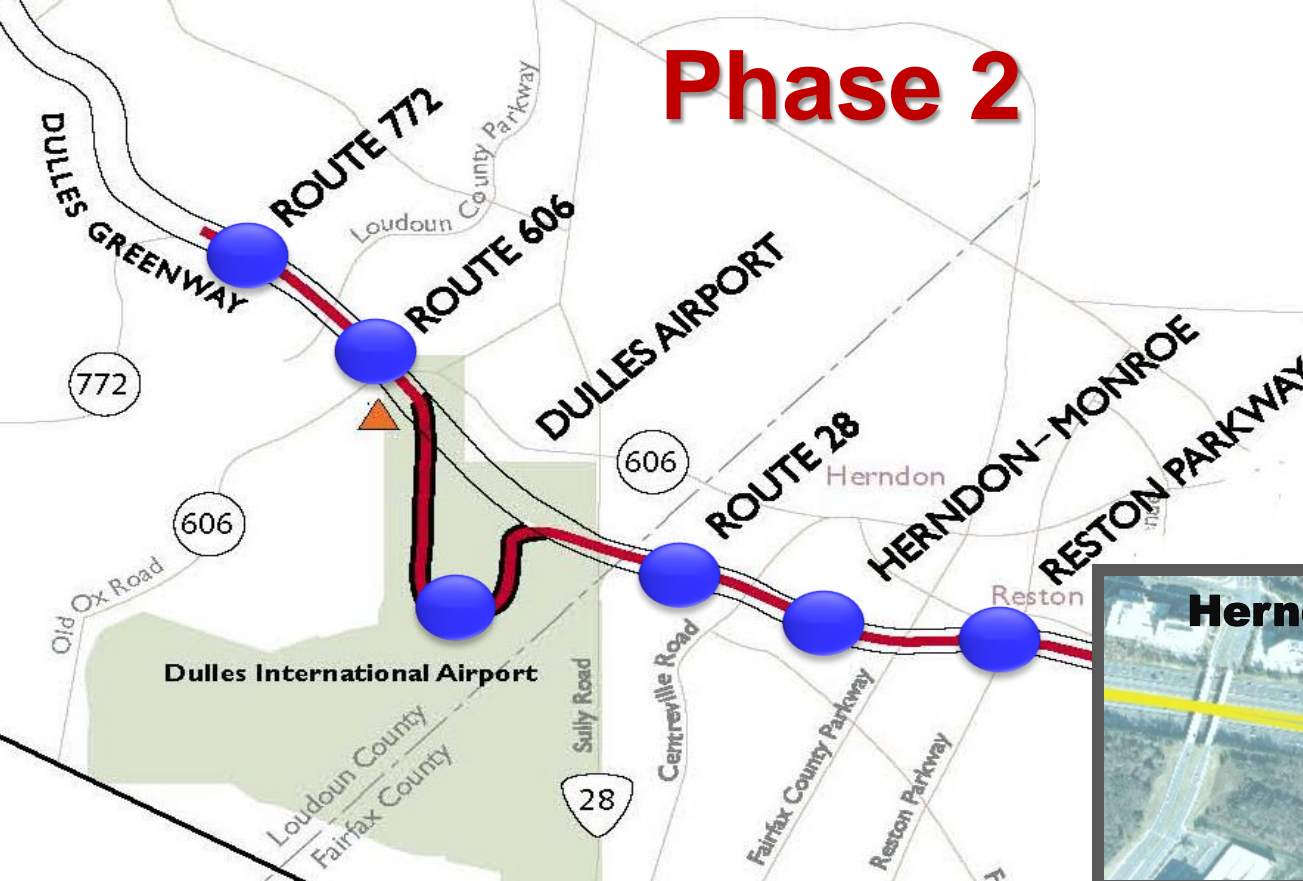 Phase 2
ROUTE 772
Loudoun County Parkway
ROUTE 606
DULLES GREENWAY
DULLES AIRPORT
772
606
ROUTE 28
Herndon
HERNDON-MONROE
RESTON PARKWAY
606
Old Ox Road
Reston
Hern
Dulles International Airport
Sully Road
Centreville Road
Fairfax County Parkway
Reston Parkway
Loudoun County
Fairfax County
28